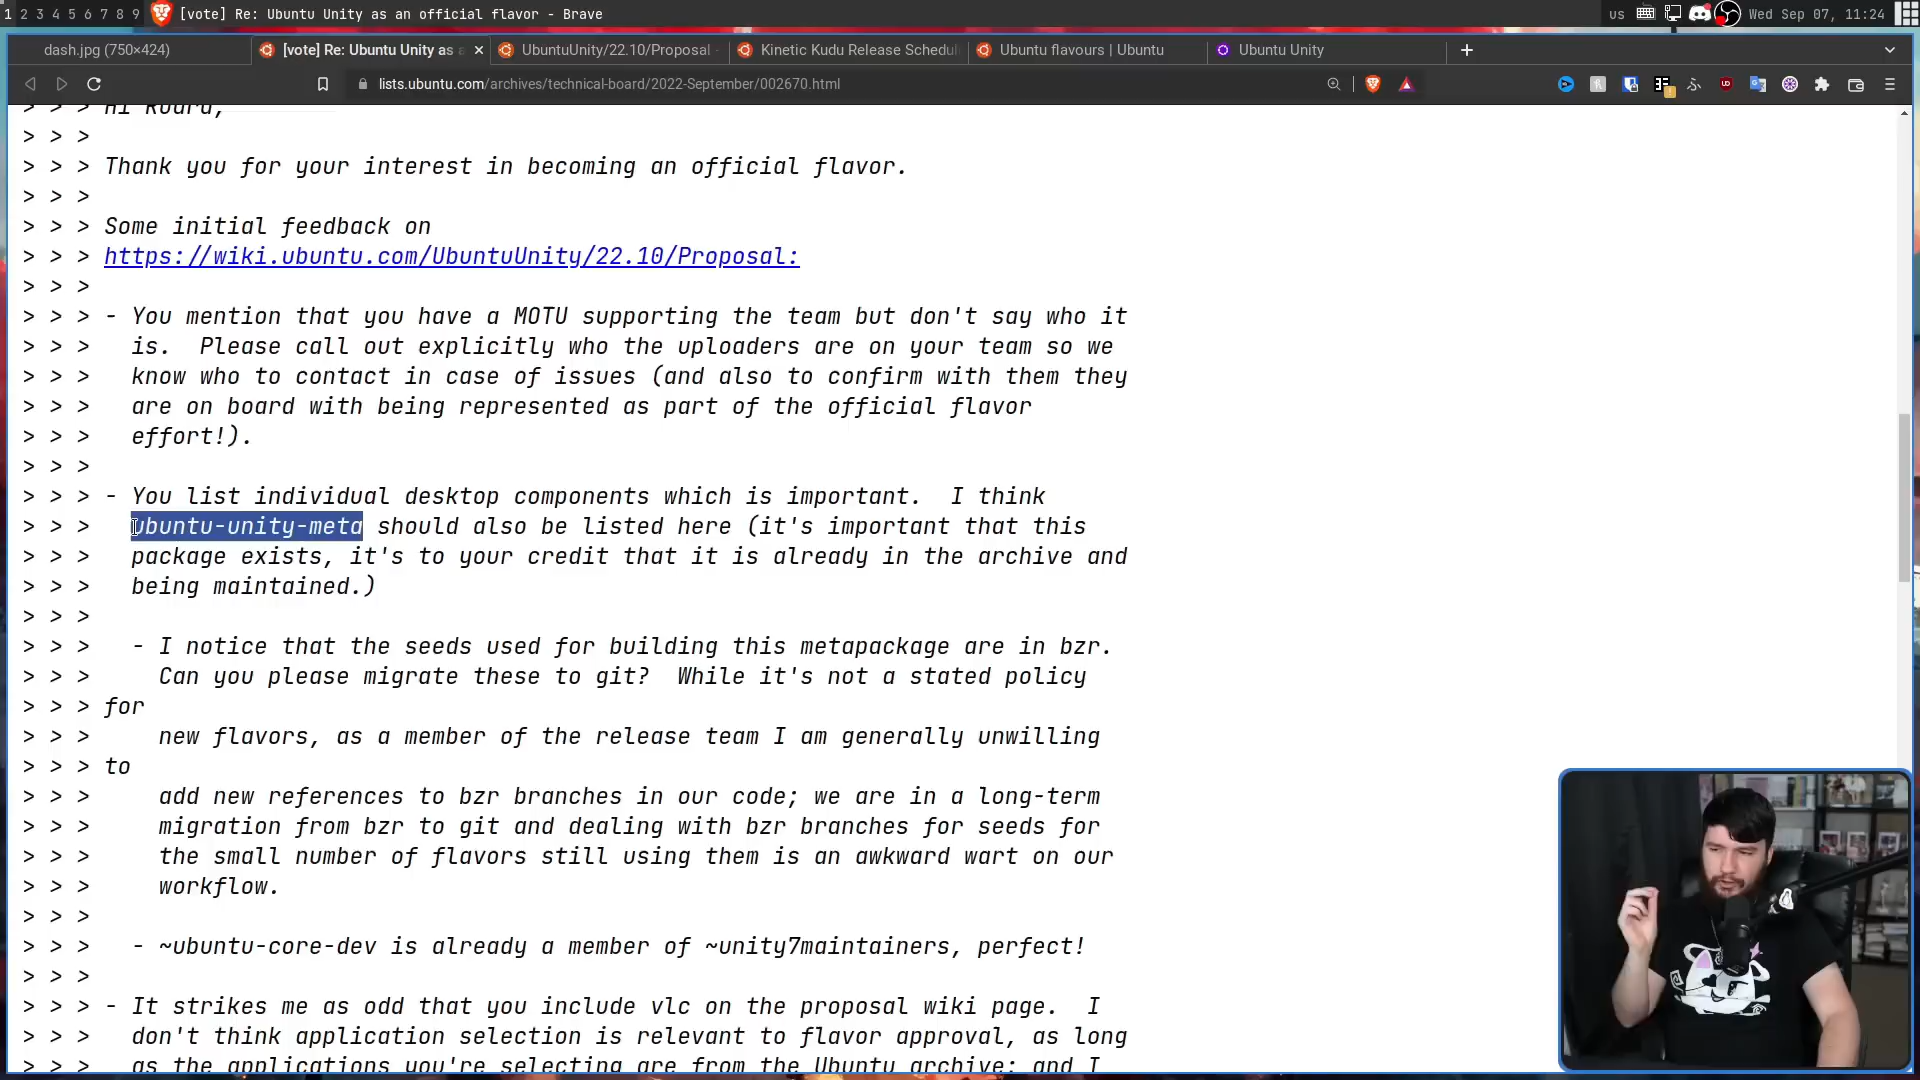 1 2 3 4 5 6 7 8 9 [vote] Re: Ubuntu Unity as an official flavor - Brave us Wed Sep 07, 11:24
dash.jpg (750×424) [vote] Re: Ubuntu Unity as a UbuntuUnity/22.10/Proposal - Kinetic Kudu Release Schedul Ubuntu flavours | Ubuntu Ubuntu Unity
lists.ubuntu.com/archives/technical-board/2022-September/002670.html
> > > Hi Rudra,
> > >
> > > Thank you for your interest in becoming an official flavor.
> > >
> > > Some initial feedback on
> > > https://wiki.ubuntu.com/UbuntuUnity/22.10/Proposal:
> > >
> > > - You mention that you have a MOTU supporting the team but don't say who it
> > > is.  Please call out explicitly who the uploaders are on your team so we
> > > know who to contact in case of issues (and also to confirm with them they
> > > are on board with being represented as part of the official flavor
> > > effort!).
> > >
> > > - You list individual desktop components which is important.  I think
> > > ubuntu-unity-meta should also be listed here (it's important that this
> > > package exists, it's to your credit that it is already in the archive and
> > > being maintained.)
> > >
> > > - I notice that the seeds used for building this metapackage are in bzr.
> > > Can you please migrate these to git?  While it's not a stated policy
> > > for
> > > new flavors, as a member of the release team I am generally unwilling
> > > to
> > > add new references to bzr branches in our code; we are in a long-term
> > > migration from bzr to git and dealing with bzr branches for seeds for
> > > the small number of flavors still using them is an awkward wart on our
> > > workflow.
> > >
> > > - ~ubuntu-core-dev is already a member of ~unity7maintainers, perfect!
> > >
> > > - It strikes me as odd that you include vlc on the proposal wiki page.  I
> > > don't think application selection is relevant to flavor approval, as long
> > > as the applications you're selecting are from the Ubuntu archive; and I